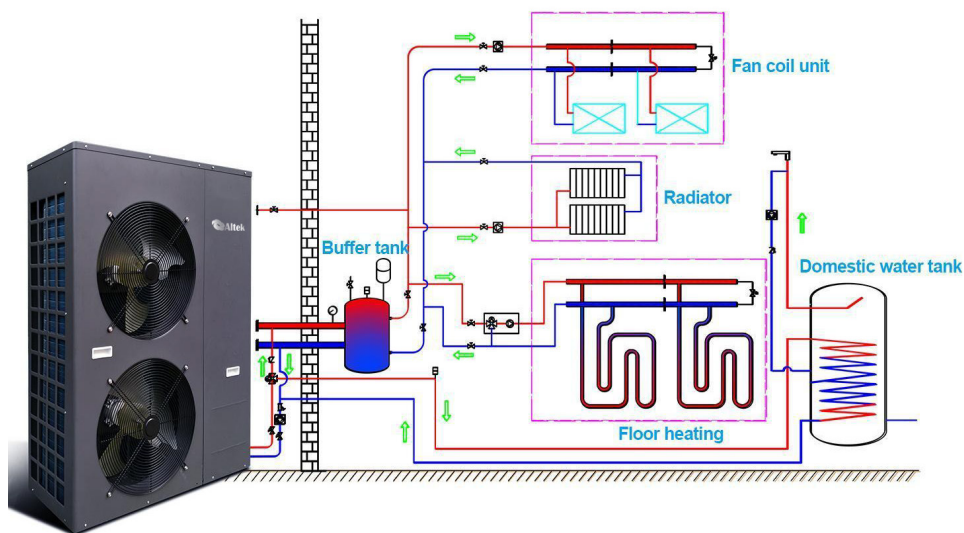 Fan coil unit
Altek
Radiator
Buffer tank
Domestic water tank
Floor heating